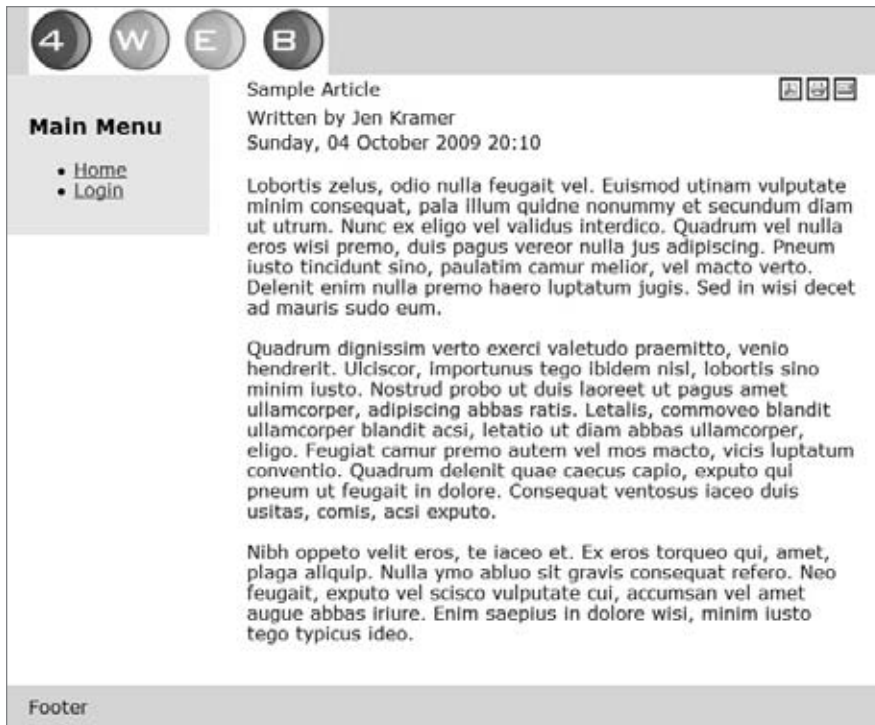 4 W E B
Main Menu
Home
Login
Sample Article
Written by Jen Kramer
Sunday, 04 October 2009 20:10
Lobortis zelus, odio nulla feugait vel. Euismod utinam vulputate
minim consequat, pala illum quidne nonummy et secundum diam
ut utrum. Nunc ex eligo vel validus interdico. Quadrum vel nulla
eros wisi premo, duis pagus vereor nulla jus adipiscing. Pneum
iusto tincidunt sino, paulatim camur melior, vel macto verto.
Delenit enim nulla premo haero luptatum jugis. Sed in wisi decet
ad mauris sudo eum.
Quadrum dignissim verto exerci valetudo praemitto, venio
hendrerit. Ulciscor, importunus tego ibidem nisl, lobortis sino
minim iusto. Nostrud probo ut duis laoreet ut pagus amet
ullamcorper, adipiscing abbas ratis. Letalis, commoveo blandit
ullamcorper blandit acsi, letatio ut diam abbas ullamcorper,
eligo. Feugiat camur premo autem vel mos macto, vicis luptatum
conventio. Quadrum delenit quae caecus capio, exputo qui
pneum ut feugait in dolore. Consequat ventosus iaceo duis
usitas, comis, acsi exputo.
Nibh oppeto velit eros, te iaceo et. Ex eros torqueo qui, amet,
plaga aliquip. Nulla ymo abluo sit gravis consequat refero. Neo
feugait, exputo vel scisco vulputate cui, accumsan vel amet
augue abbas iriure. Enim saepius in dolore wisi, minim iusto
tego typicus ideo.
Footer